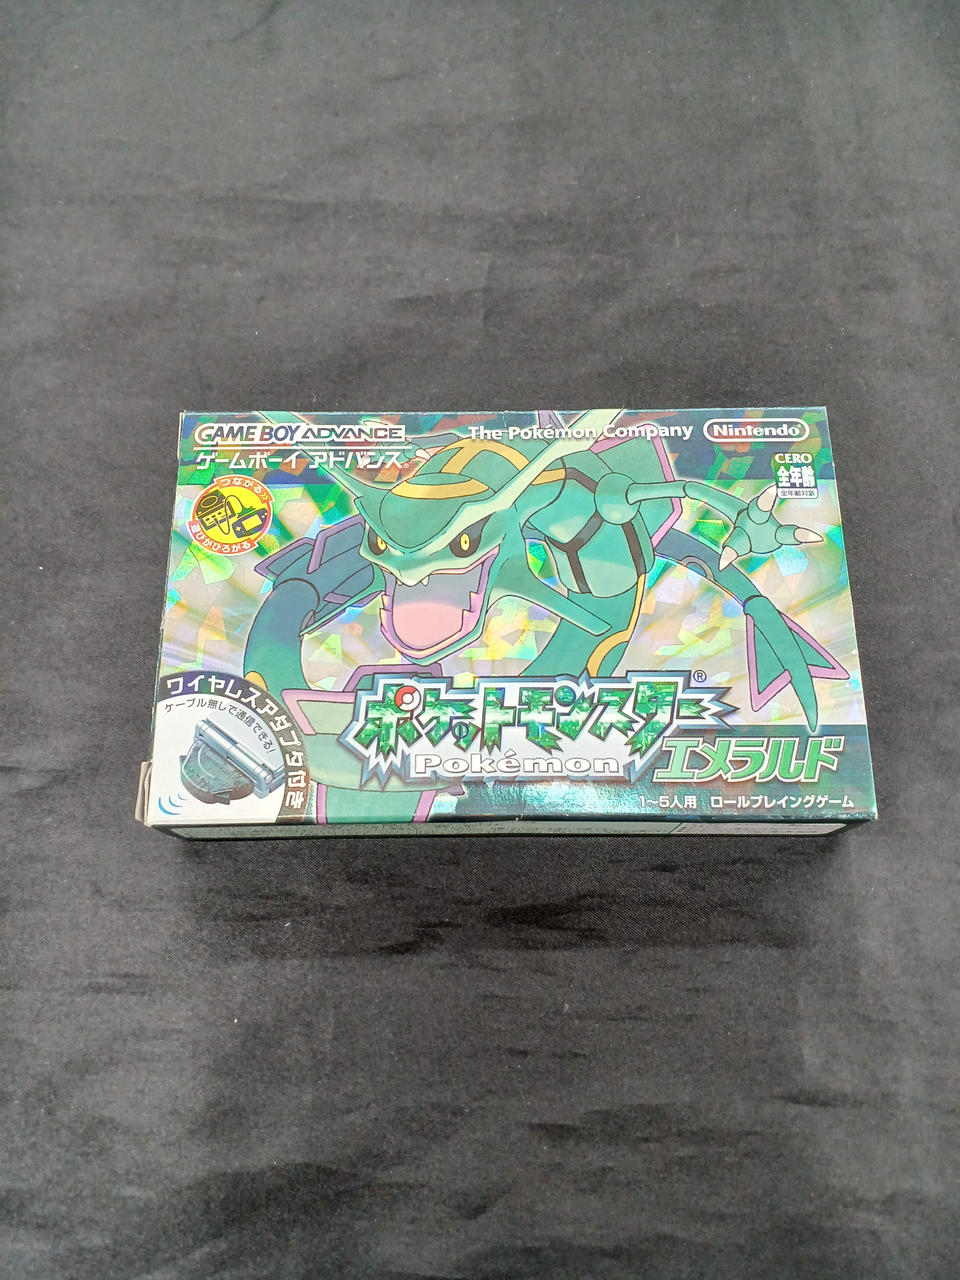 GAME BOY ADVANCE
ゲームボーイ アドバンス®
The Pokémon Company
Nintendo®
CERO
全年齢
全年齢対象
つながる»
遊びがひろがる
ワイヤレスアダプタ付き
ケーブル無しで通信できる!
ポケットモンスター®
Pokémon
エメラルド
1~5人用 ロールプレイングゲーム